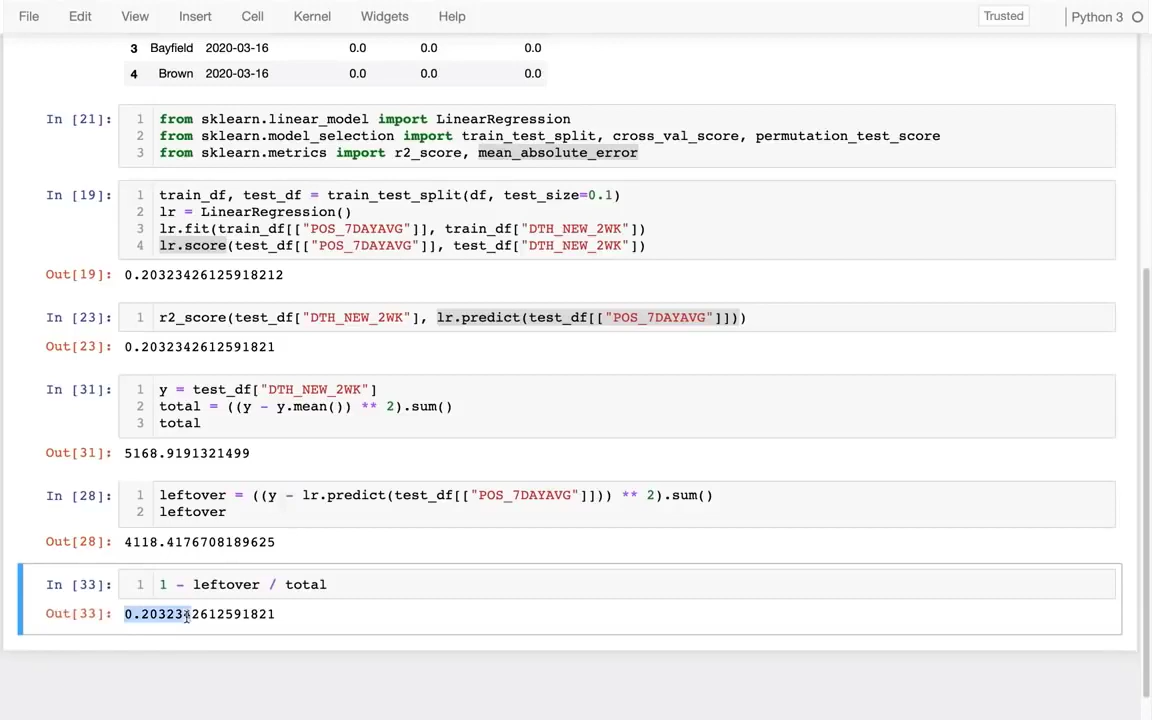 File Edit View Insert Cell Kernel Widgets Help Trusted Python 3
3 Bayfield 2020-03-16 0.0 0.0 0.0
4 Brown 2020-03-16 0.0 0.0 0.0
In [21]: 1 from sklearn.linear_model import LinearRegression
2 from sklearn.model_selection import train_test_split, cross_val_score, permutation_test_score
3 from sklearn.metrics import r2_score, mean_absolute_error
In [19]: 1 train_df, test_df = train_test_split(df, test_size=0.1)
2 lr = LinearRegression()
3 lr.fit(train_df[["POS_7DAYAVG"]], train_df["DTH_NEW_2WK"])
4 lr.score(test_df[["POS_7DAYAVG"]], test_df["DTH_NEW_2WK"])
Out[19]: 0.20323426125918212
In [23]: 1 r2_score(test_df["DTH_NEW_2WK"], lr.predict(test_df[["POS_7DAYAVG"]]))
Out[23]: 0.2032342612591821
In [31]: 1 y = test_df["DTH_NEW_2WK"]
2 total = ((y - y.mean()) ** 2).sum()
3 total
Out[31]: 5168.9191321499
In [28]: 1 leftover = ((y - lr.predict(test_df[["POS_7DAYAVG"]])) ** 2).sum()
2 leftover
Out[28]: 4118.4176708189625
In [33]: 1 1 - leftover / total
Out[33]: 0.2032342612591821